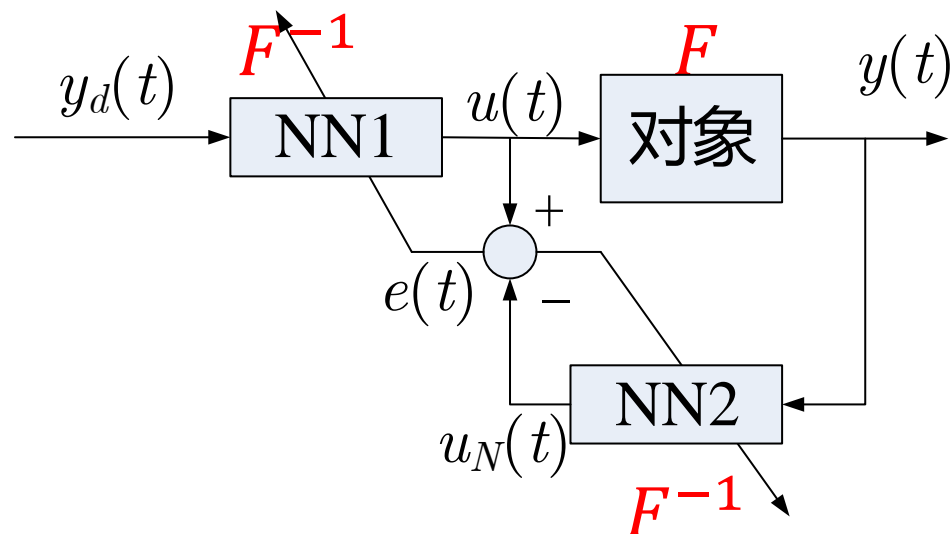 F⁻¹
F
y_d(t)
NN1
u(t)
对象
y(t)
+
e(t)
−
NN2
u_N(t)
F⁻¹